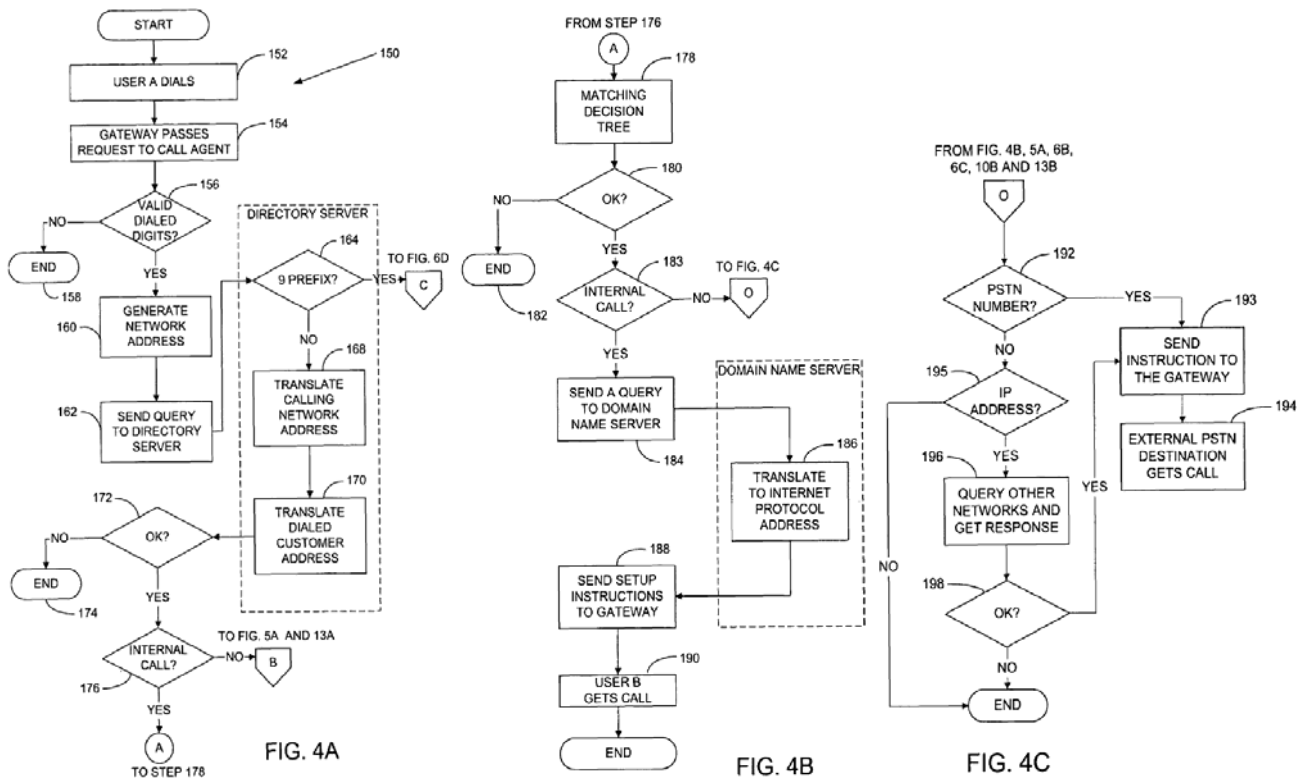 START
152
150
USER A DIALS
154
GATEWAY PASSES
REQUEST TO CALL AGENT
156
VALID
DIALED
DIGITS?
NO
END
158
YES
160
GENERATE
NETWORK
ADDRESS
162
SEND QUERY
TO DIRECTORY
SERVER
DIRECTORY SERVER
164
9 PREFIX?
YES
TO FIG. 6D
C
NO
168
TRANSLATE
CALLING
NETWORK
ADDRESS
170
TRANSLATE
DIALED
CUSTOMER
ADDRESS
172
OK?
NO
END
174
YES
TO FIG. 5A AND 13A
INTERNAL
CALL?
NO
B
176
YES
A
TO STEP 178
FIG. 4A
FROM STEP 176
A
178
MATCHING
DECISION
TREE
180
OK?
NO
END
182
YES
183
INTERNAL
CALL?
NO
TO FIG. 4C
O
YES
SEND A QUERY
TO DOMAIN
NAME SERVER
184
DOMAIN NAME SERVER
186
TRANSLATE
TO INTERNET
PROTOCOL
ADDRESS
188
SEND SETUP
INSTRUCTIONS
TO GATEWAY
190
USER B
GETS CALL
END
FIG. 4B
FROM FIG. 4B, 5A, 6B,
6C, 10B AND 13B
O
192
PSTN
NUMBER?
YES
193
SEND
INSTRUCTION TO
THE GATEWAY
194
EXTERNAL PSTN
DESTINATION
GETS CALL
NO
195
IP
ADDRESS?
YES
196
QUERY OTHER
NETWORKS AND
GET RESPONSE
YES
NO
198
OK?
NO
END
FIG. 4C